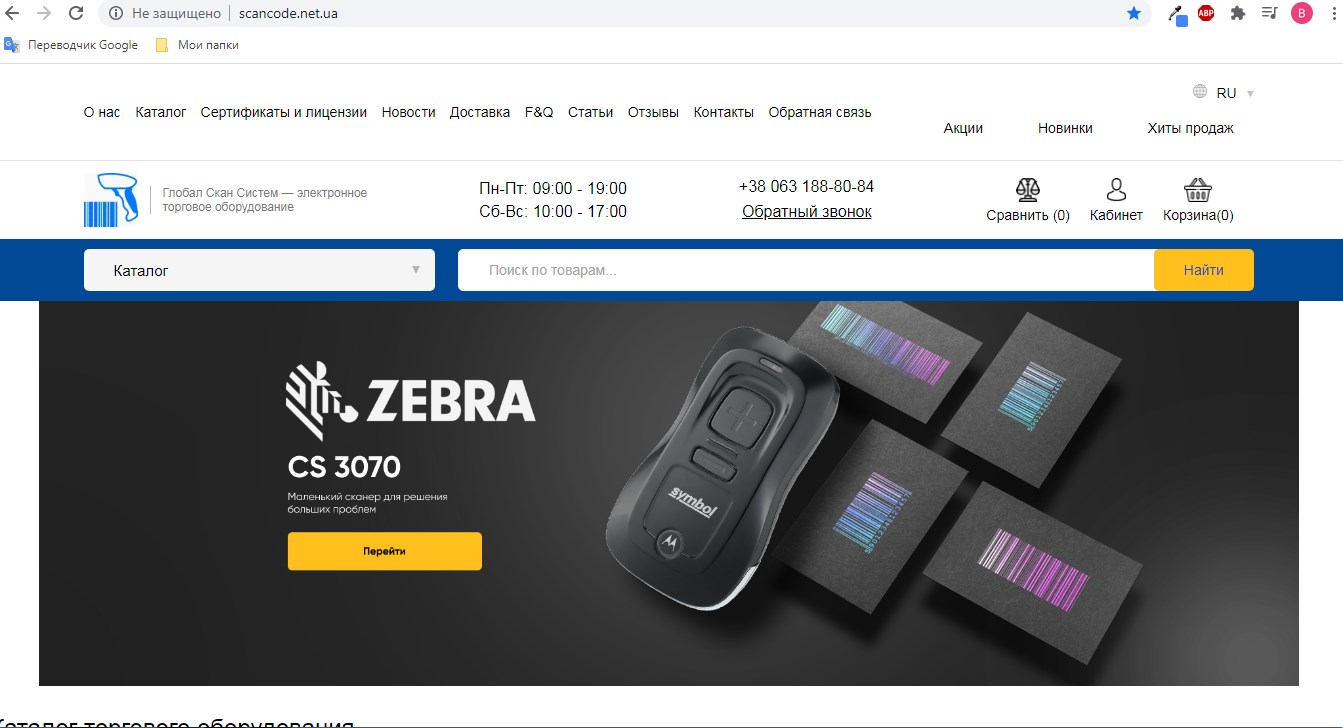 Не защищено scancode.net.ua
ABP
B
Переводчик Google Мои папки
RU
О нас Каталог Сертификаты и лицензии Новости Доставка F&Q Статьи Отзывы Контакты Обратная связь
Акции Новинки Хиты продаж
Глобал Скан Систем — электронное
торговое оборудование
Пн-Пт: 09:00 - 19:00
Сб-Вс: 10:00 - 17:00
+38 063 188-80-84
Обратный звонок
Сравнить (0) Кабинет Корзина(0)
Каталог Поиск по товарам... Найти
ZEBRA
CS 3070
Маленький сканер для решения
больших проблем
Перейти
symbol
Каталог торгового оборудования